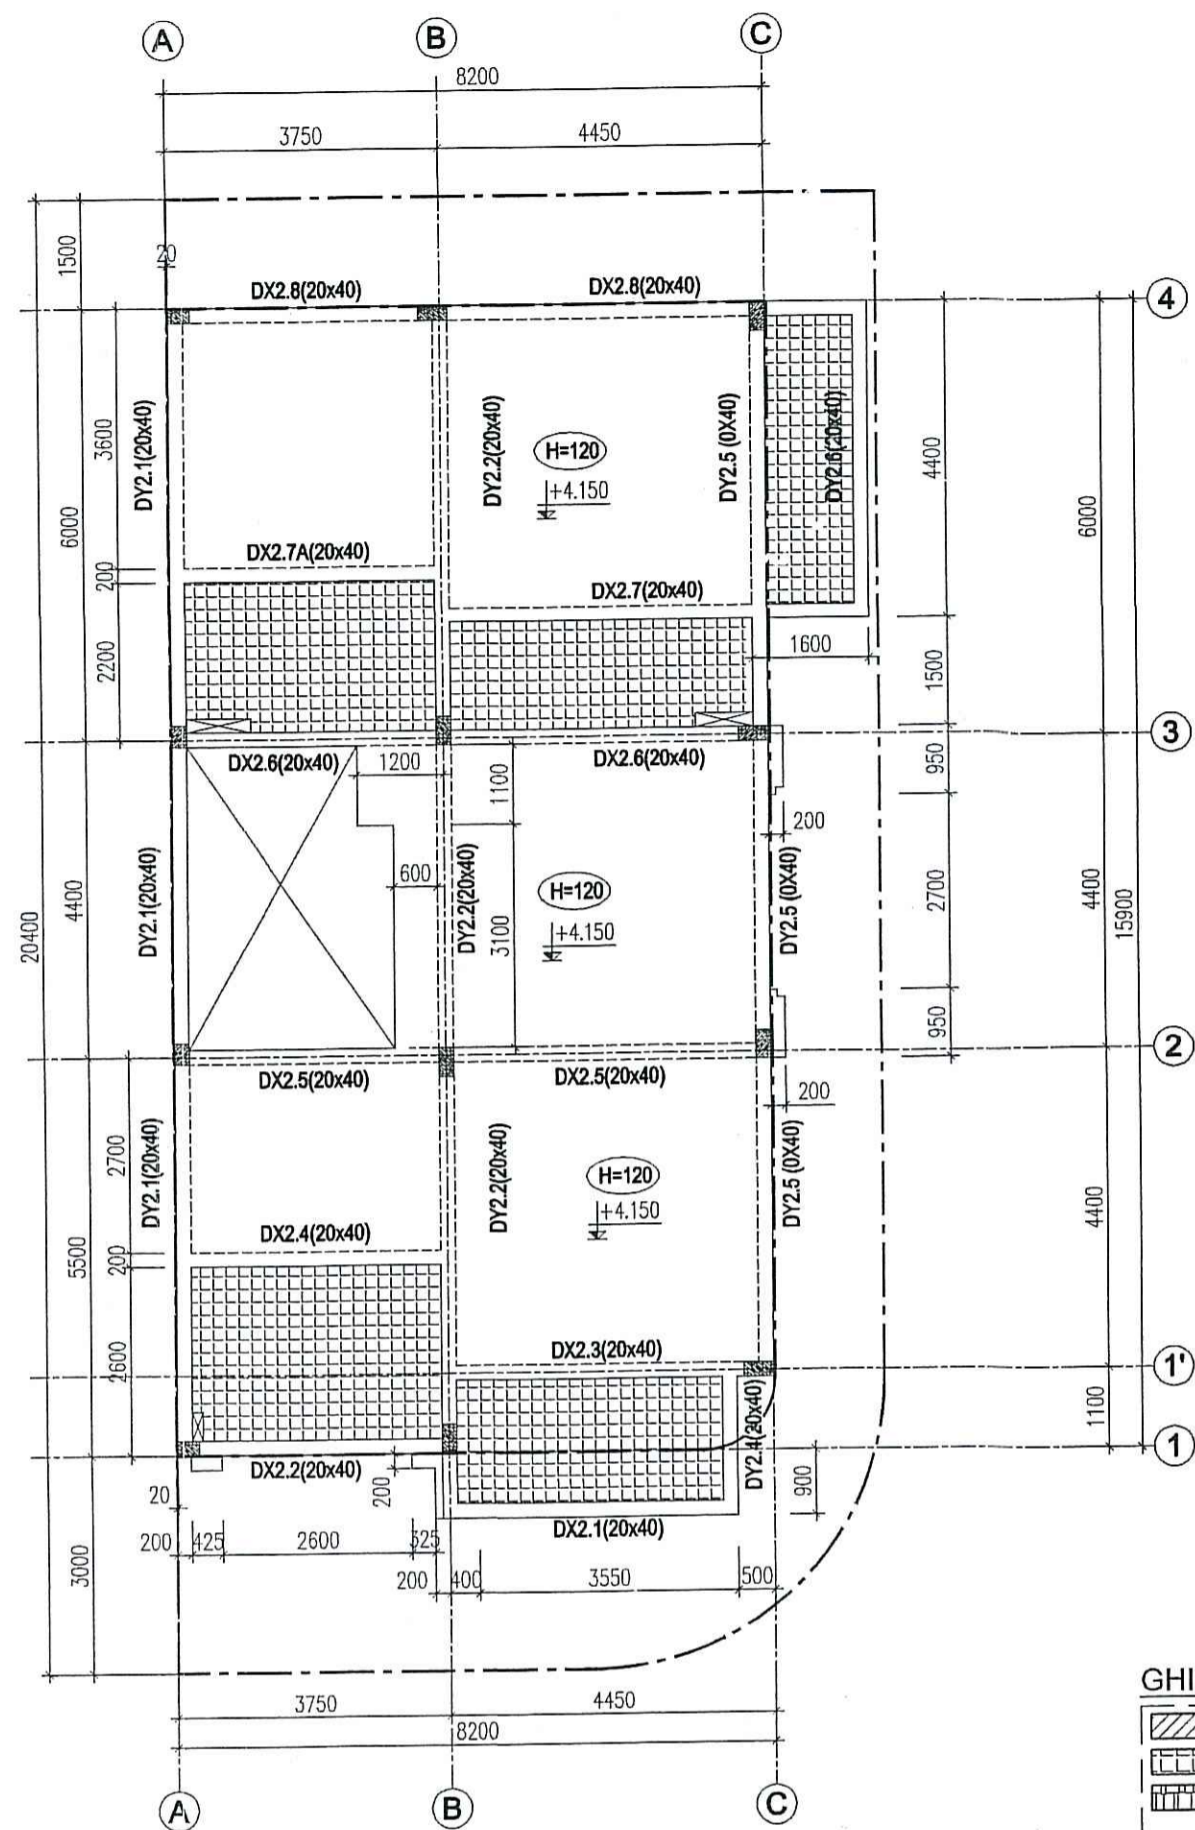 A
B
C
8200
3750
4450
1500
20
DX2.8(20x40)
DX2.8(20x40)
4
3600
DY2.1(20x40)
DY2.2(20x40)
H=120
+4.150
DY2.5 (0X40)
DY2.6(20x40)
4400
6000
6000
DX2.7A(20x40)
200
DX2.7(20x40)
2200
1600
1500
3
DX2.6(20x40)
1200
DX2.6(20x40)
1100
950
200
20400
4400
DY2.1(20x40)
600
DY2.2(20x40)
3100
H=120
+4.150
DY2.5 (0X40)
2700
4400
15900
950
2
DX2.5(20x40)
DX2.5(20x40)
200
2700
DY2.1(20x40)
DY2.2(20x40)
H=120
+4.150
DY2.5 (0X40)
4400
5500
200
DX2.4(20x40)
2600
DX2.3(20x40)
1'
DY2.4(20x40)
1100
1
DX2.2(20x40)
200
900
20
DX2.1(20x40)
200
425
2600
525
3000
200
400
3550
500
3750
4450
GHI
8200
A
B
C